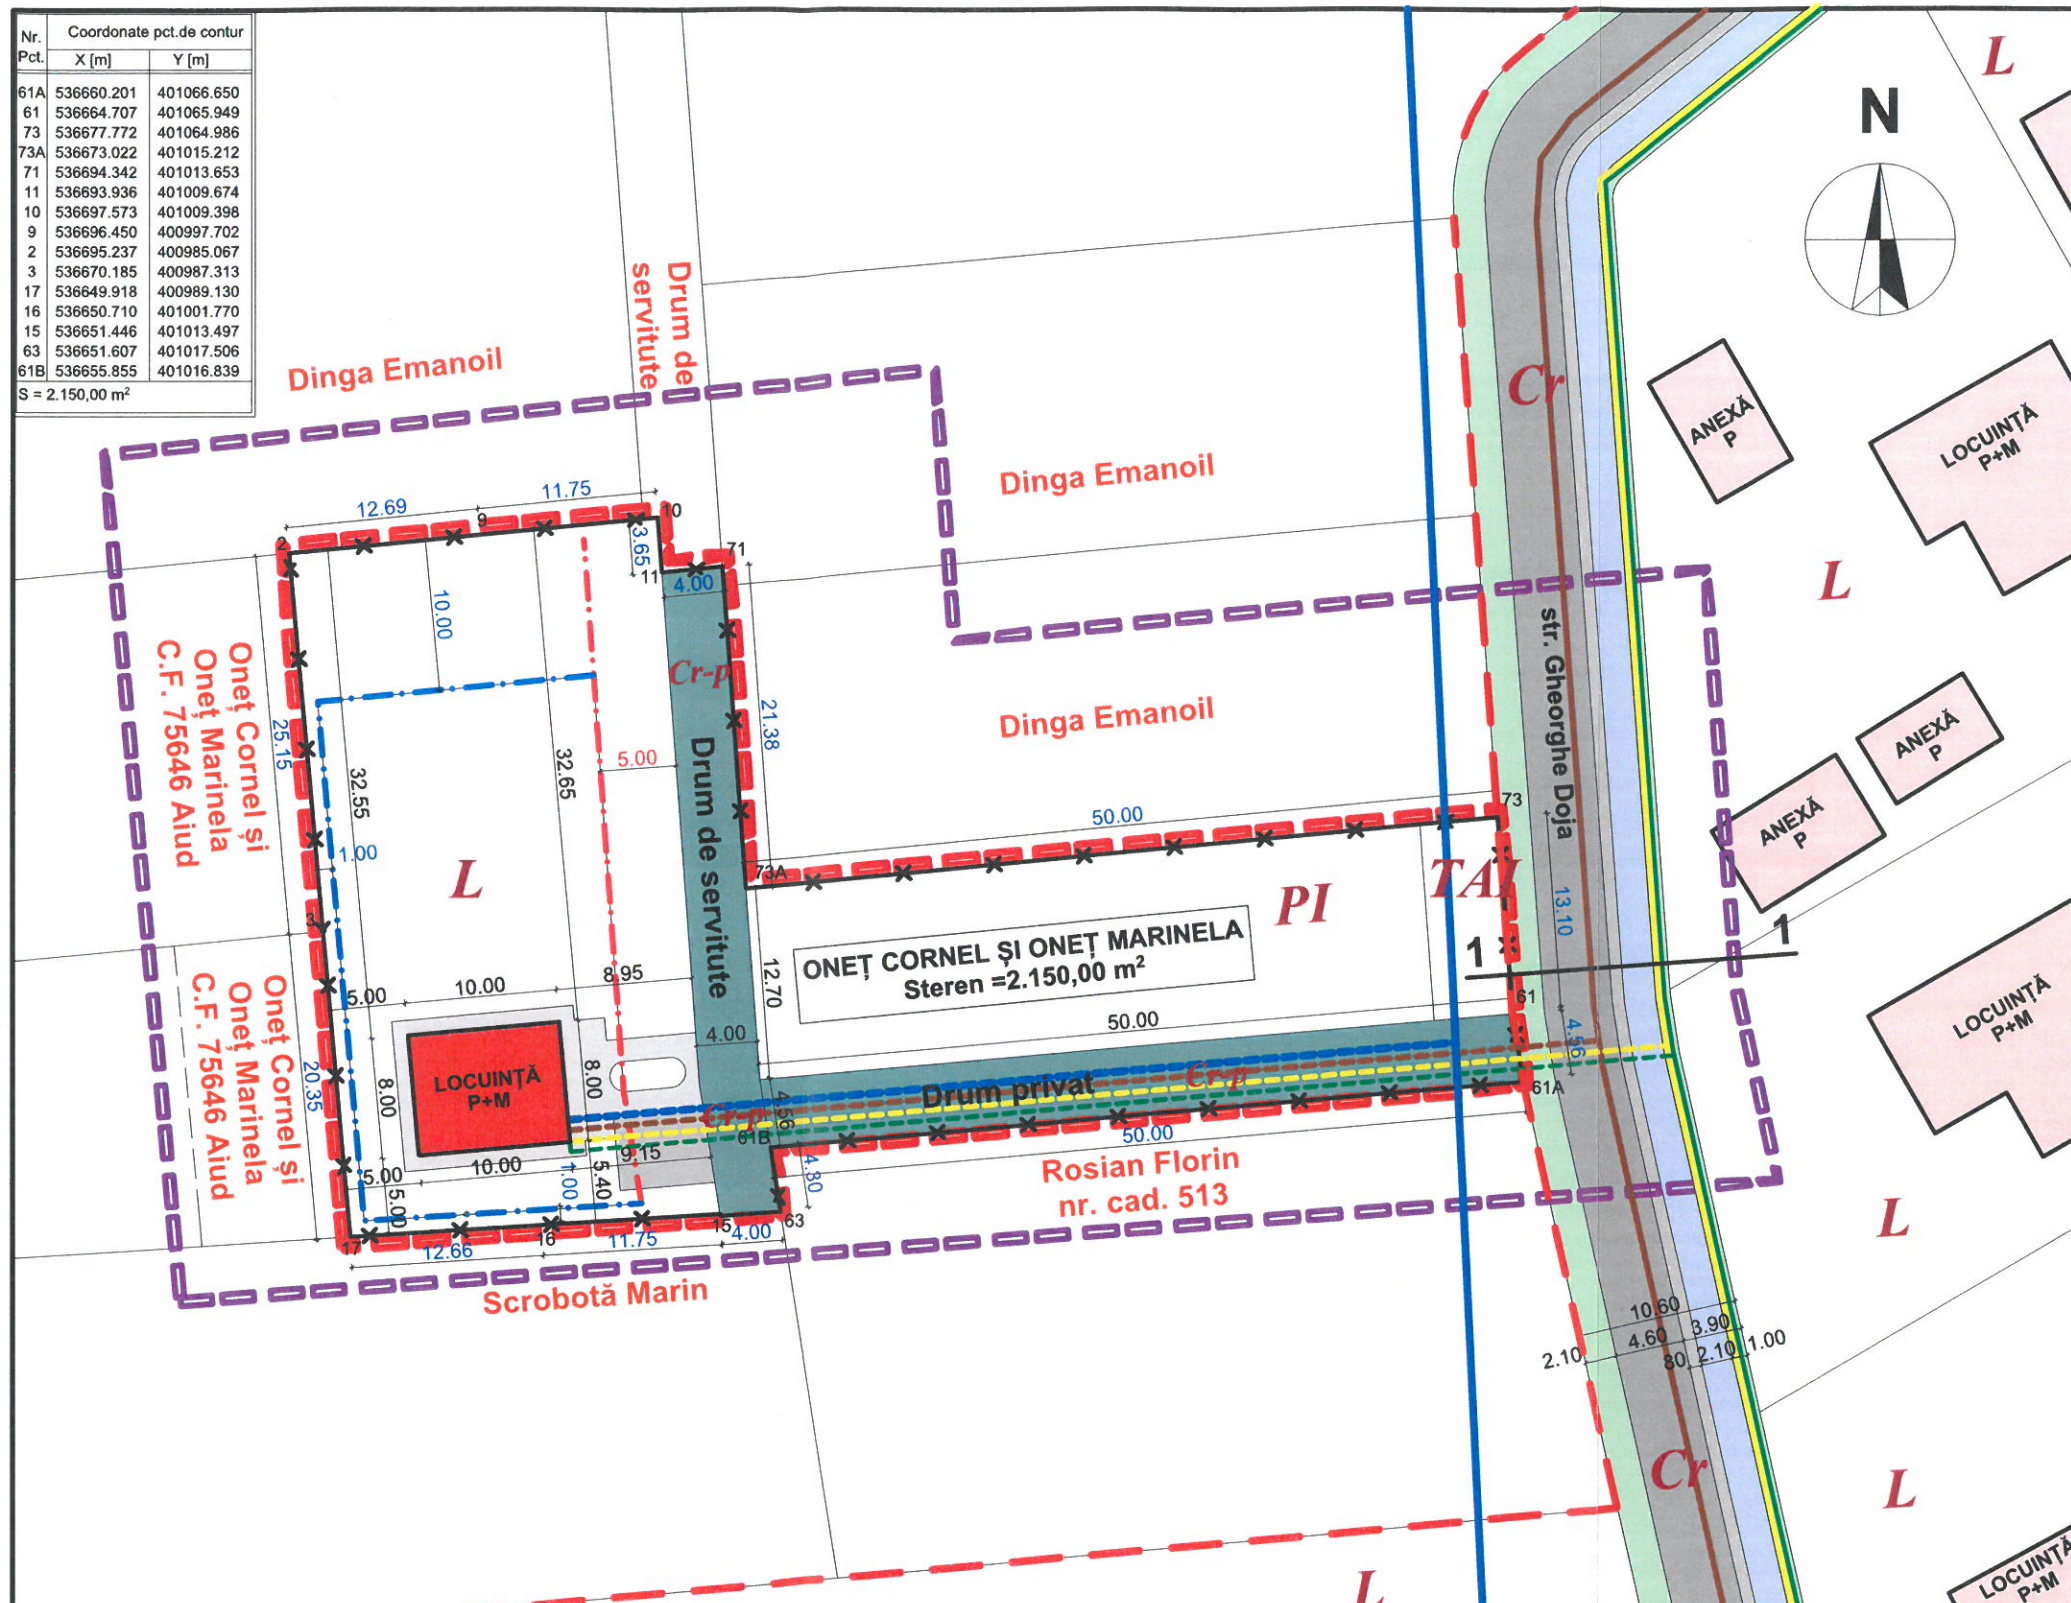 Nr. Pct. Coordonate pct.de contur
X [m] Y [m]
61A 536660.201 401066.650
61 536664.707 401065.949
73 536677.772 401064.986
73A 536673.022 401015.212
71 536694.342 401013.653
11 536693.936 401009.674
10 536697.573 401009.398
9 536696.450 400997.702
2 536695.237 400985.067
3 536670.185 400987.313
17 536649.918 400989.130
16 536650.710 401001.770
15 536651.446 401013.497
63 536651.607 401017.506
61B 536655.855 401016.839
S = 2.150,00 m²
N
L
Drum de
servitute
Dinga Emanoil
Cr
ANEXĂ
P
LOCUINȚĂ
P+M
Dinga Emanoil
12.69
11.75
9
10
2
3.65
71
11
4.00
10.00
L
str. Gheorghe Doja
Cr-p
Oneț Cornel și
Oneț Marinela
C.F. 75646 Aiud
25.15
21.38
Dinga Emanoil
32.55
32.65
5.00
Drum de servitute
ANEXĂ
P
50.00
73
ANEXĂ
P
1.00
L
73A
PI
TAI
13.10
3
ONEȚ CORNEL ȘI ONEȚ MARINELA
Steren =2.150,00 m²
1
1
12.70
8.95
10.00
5.00
61
LOCUINȚĂ
P+M
Oneț Cornel și
Oneț Marinela
C.F. 75646 Aiud
20.35
4.00
50.00
4.56
LOCUINȚĂ
P+M
8.00
8.00
Drum privat
Cr-p
61A
Cr-p
4.56
61B
50.00
9.15
10.00
5.00
5.00
1.00
5.40
4.30
Rosian Florin
nr. cad. 513
L
17
12.66
16
11.75
15
4.00
63
Scrobotă Marin
10.60
4.60
3.90
2.10
80
2.10
1.00
Cr
L
L
LOCUINȚĂ
P+M